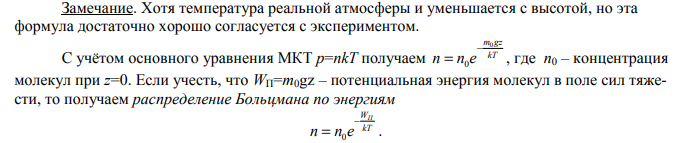 Замечание. Хотя температура реальной атмосферы и уменьшается с высотой, но эта
формула достаточно хорошо согласуется с экспериментом.
С учётом основного уравнения МКТ p=nkT получаем n = n₀e^(−m₀gz/kT), где n₀ – концентрация
молекул при z=0. Если учесть, что WП=m₀gz – потенциальная энергия молекул в поле сил тяже-
сти, то получаем распределение Больцмана по энергиям
n = n₀e^(−WП/kT).